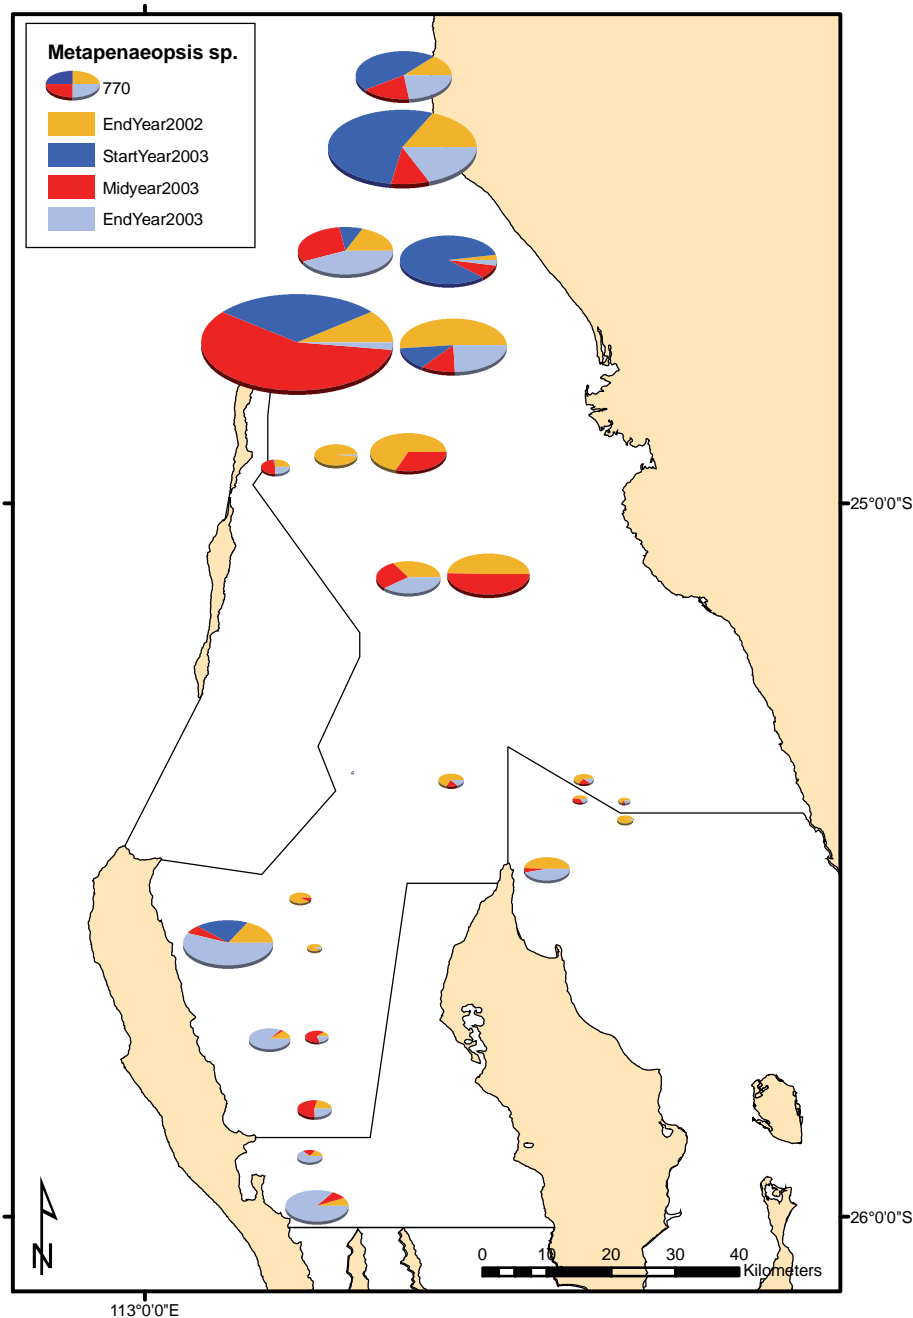 Metapenaeopsis sp.
770
EndYear2002
StartYear2003
Midyear2003
EndYear2003
25°0'0"S
26°0'0"S
N
0 10 20 30 40
Kilometers
113°0'0"E